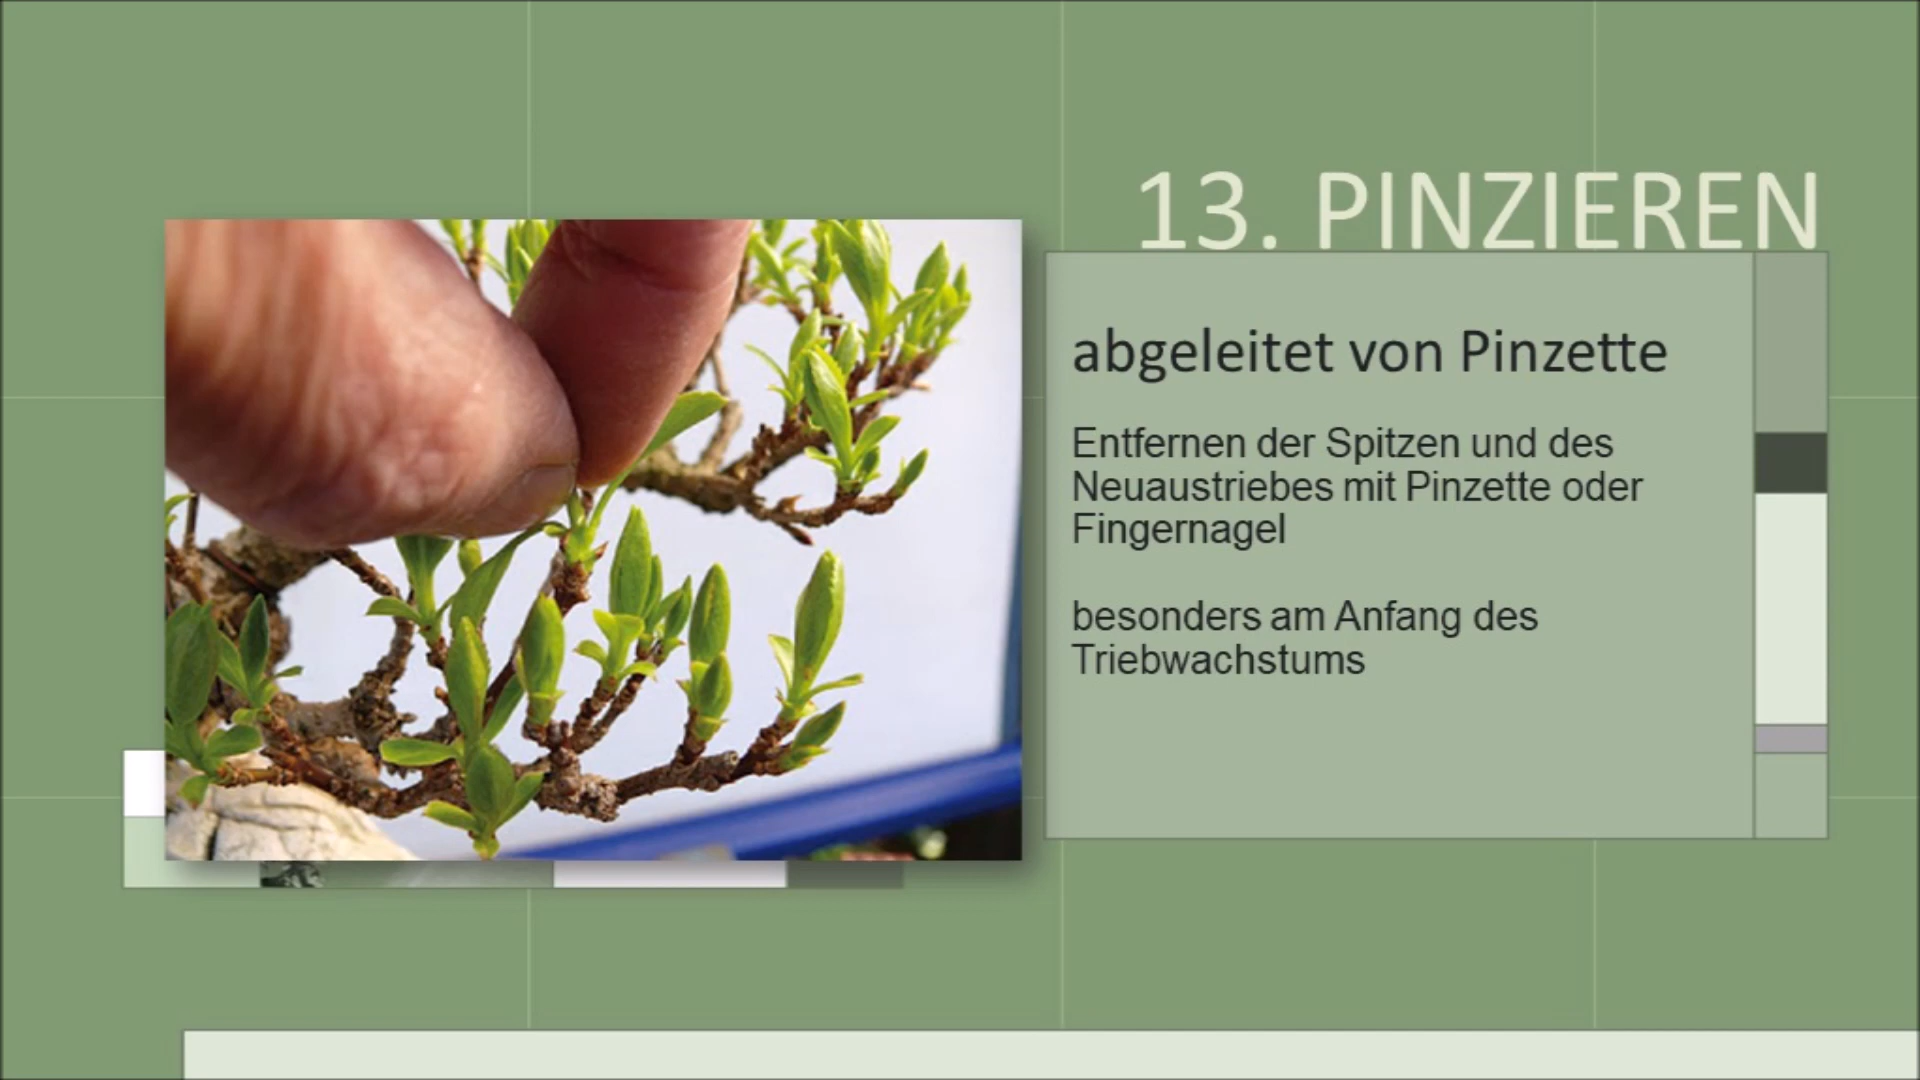 13. PINZIEREN
abgeleitet von Pinzette
Entfernen der Spitzen und des
Neuaustriebes mit Pinzette oder
Fingernagel
besonders am Anfang des
Triebwachstums